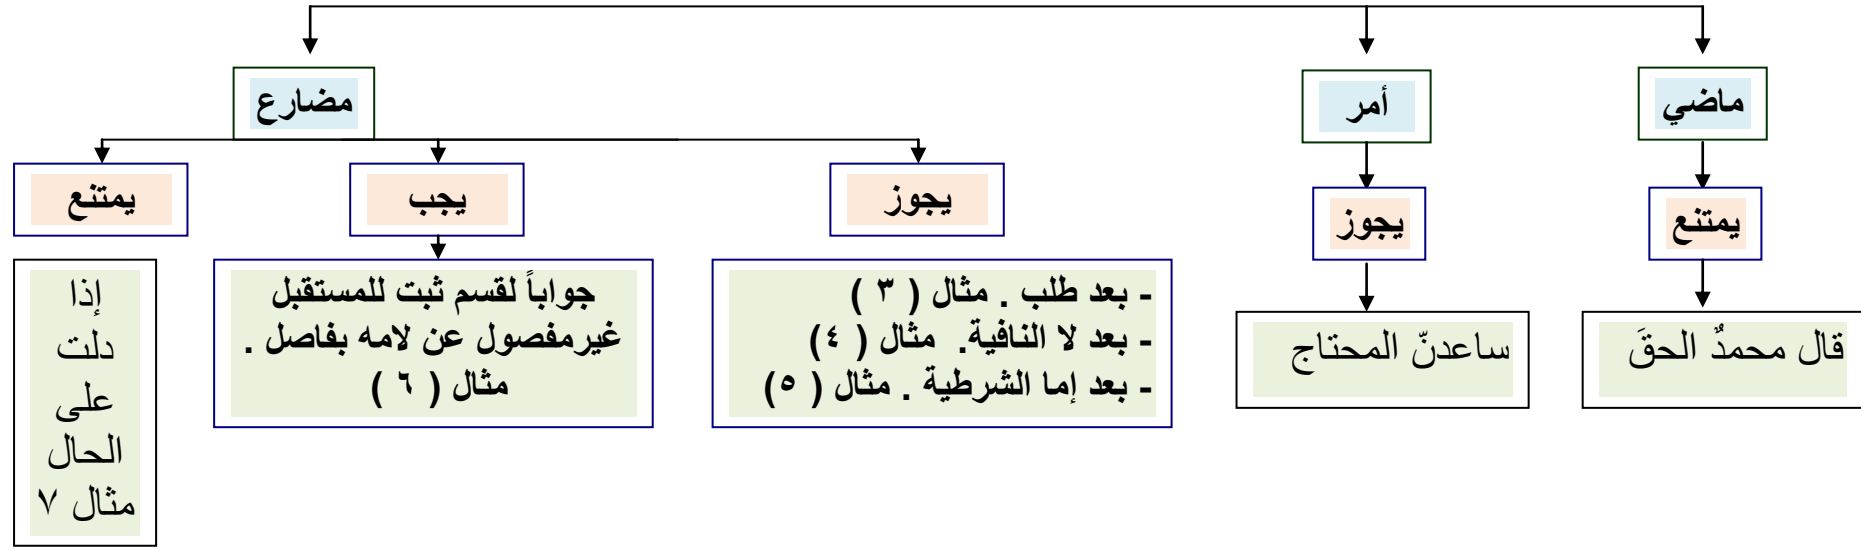 ماضي
أمر
مضارع
يمتنع
يجوز
يجوز
يجب
يمتنع
قال محمدٌ الحقَ
ساعدنّ المحتاج
- بعد طلب . مثال ( ٣ )
- بعد لا النافية. مثال ( ٤)
- بعد إما الشرطية . مثال ( ٥)
جواباً لقسم ثبت للمستقبل
غيرمفصول عن لامه بفاصل .
مثال ( ٦ )
إذا
دلت
على
الحال
مثال ٧